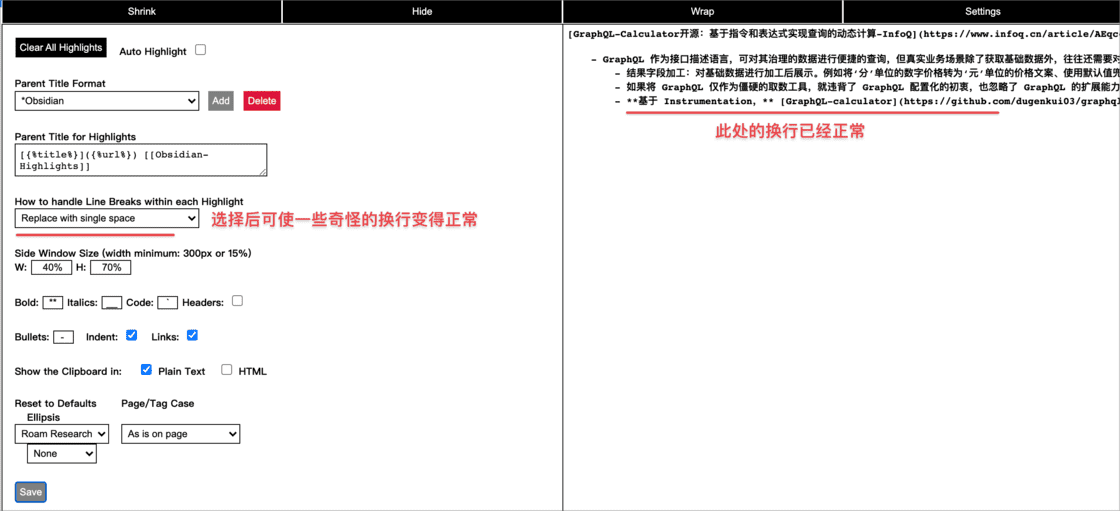 Shrink
Hide
Wrap
Settings
Clear All Highlights
Auto Highlight
Parent Title Format
*Obsidian
Add
Delete
Parent Title for Highlights
[{%title%}]({%url%}) [[Obsidian-
Highlights]]
How to handle Line Breaks within each Highlight
Replace with single space
选择后可使一些奇怪的换行变得正常
Side Window Size (width minimum: 300px or 15%)
W: 40% H: 70%
Bold: ** Italics: __ Code: ` Headers:
Bullets: - Indent: Links:
Show the Clipboard in: Plain Text HTML
Reset to Defaults
Page/Tag Case
Ellipsis
Roam Research
As is on page
None
Save
[GraphQL-Calculator开源：基于指令和表达式实现查询的动态计算-InfoQ](https://www.infoq.cn/article/AEqc
- GraphQL 作为接口描述语言，可对其治理的数据进行便捷的查询，但真实业务场景除了获取基础数据外，往往还需要对
- 结果字段加工：对基础数据进行加工后展示。例如将‘分’单位的数字价格转为‘元’单位的价格文案、使用默认值兜
- 如果将 GraphQL 仅作为僵硬的取数工具，就违背了 GraphQL 配置化的初衷，也忽略了 GraphQL 的扩展能力
- **基于 Instrumentation，** [GraphQL-calculator](https://github.com/dugenkui03/graphql
此处的换行已经正常